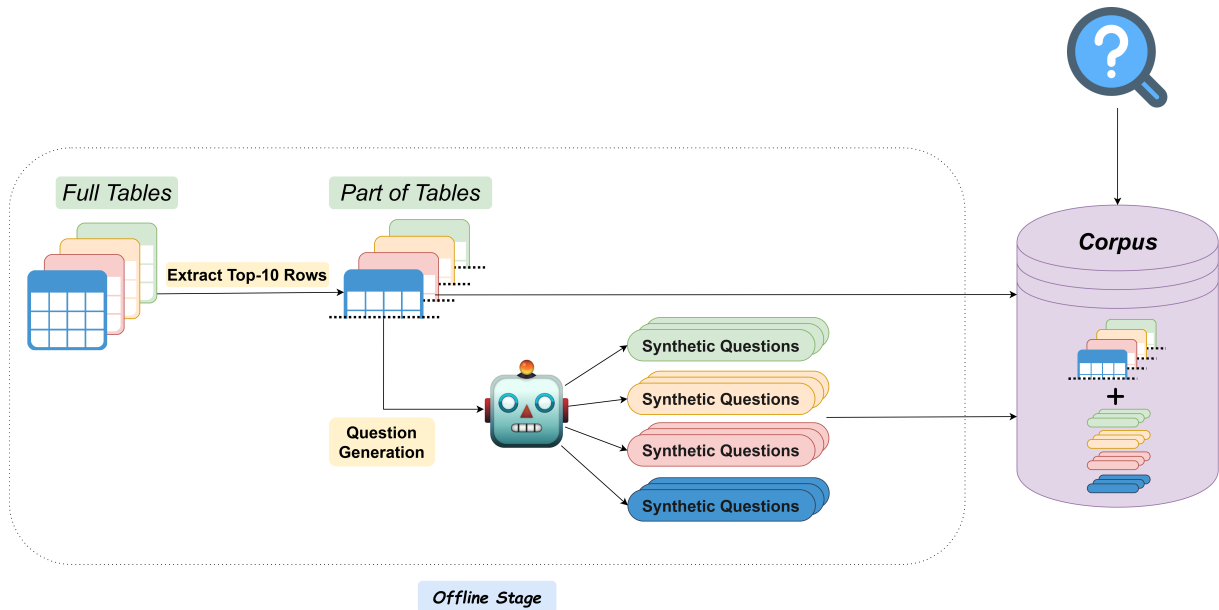 Full Tables
Part of Tables
Extract Top-10 Rows
Corpus
Synthetic Questions
Synthetic Questions
Synthetic Questions
Synthetic Questions
Question
Generation
+
Offline Stage
?